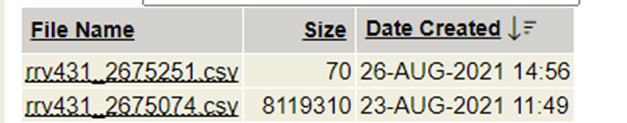 File Name Size Date Created
rrv431_2675251.csv 70 26-AUG-2021 14:56
rrv431_2675074.csv 8119310 23-AUG-2021 11:49